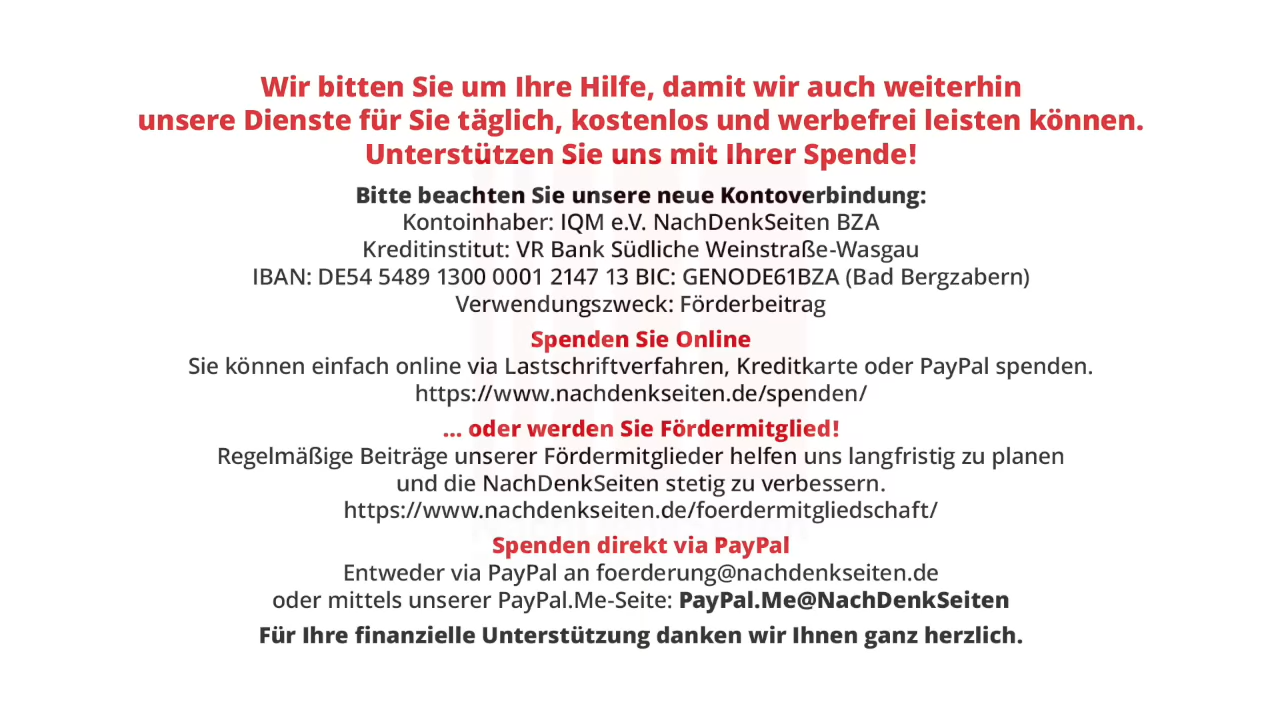 Wir bitten Sie um Ihre Hilfe, damit wir auch weiterhin
unsere Dienste für Sie täglich, kostenlos und werbefrei leisten können.
Unterstützen Sie uns mit Ihrer Spende!
Bitte beachten Sie unsere neue Kontoverbindung:
Kontoinhaber: IQM e.V. NachDenkSeiten BZA
Kreditinstitut: VR Bank Südliche Weinstraße-Wasgau
IBAN: DE54 5489 1300 0001 2147 13 BIC: GENODE61BZA (Bad Bergzabern)
Verwendungszweck: Förderbeitrag
Spenden Sie Online
Sie können einfach online via Lastschriftverfahren, Kreditkarte oder PayPal spenden.
https://www.nachdenkseiten.de/spenden/
... oder werden Sie Fördermitglied!
Regelmäßige Beiträge unserer Fördermitglieder helfen uns langfristig zu planen
und die NachDenkSeiten stetig zu verbessern.
https://www.nachdenkseiten.de/foerdermitgliedschaft/
Spenden direkt via PayPal
Entweder via PayPal an foerderung@nachdenkseiten.de
oder mittels unserer PayPal.Me-Seite: PayPal.Me@NachDenkSeiten
Für Ihre finanzielle Unterstützung danken wir Ihnen ganz herzlich.